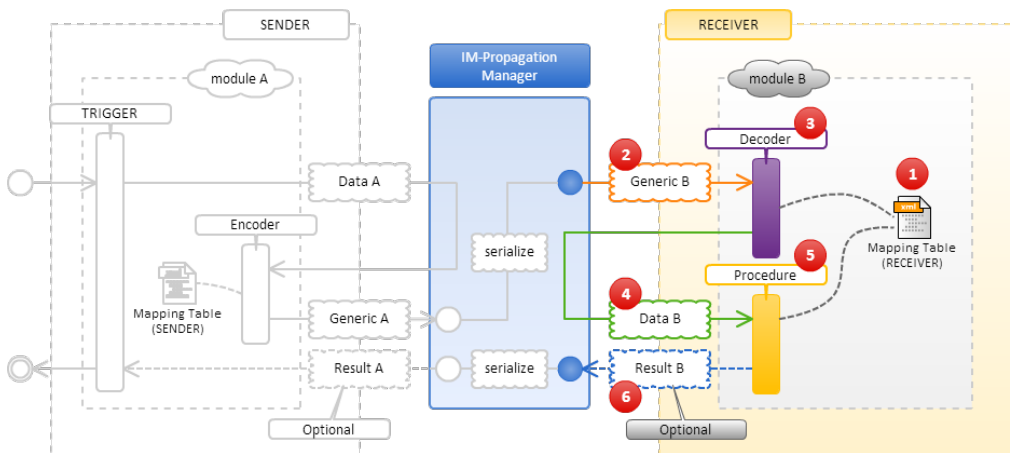 SENDER
RECEIVER
IM-Propagation
Manager
module A
module B
TRIGGER
3
Decoder
2
1
Data A
Generic B
xml
Encoder
Mapping Table
(RECEIVER)
serialize
5
Procedure
4
Mapping Table
(SENDER)
Generic A
Data B
Result A
serialize
Result B
6
Optional
Optional